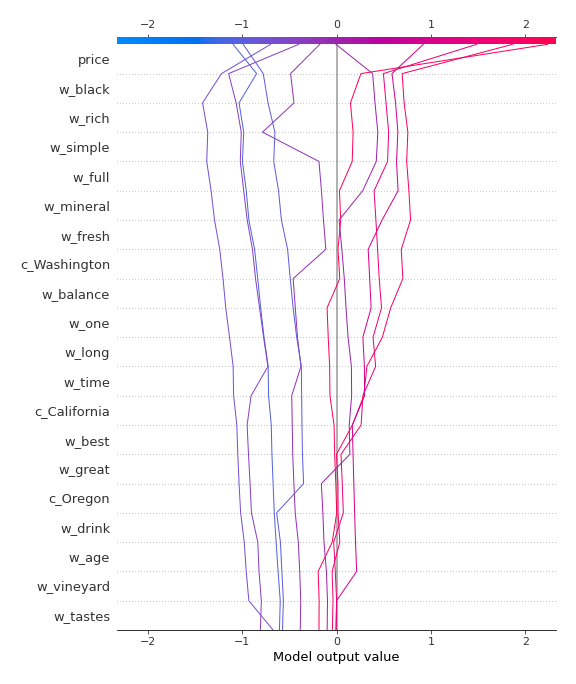 −2 −1 0 1 2
price
w_black
w_rich
w_simple
w_full
w_mineral
w_fresh
c_Washington
w_balance
w_one
w_long
w_time
c_California
w_best
w_great
c_Oregon
w_drink
w_age
w_vineyard
w_tastes
−2 −1 0 1 2
Model output value